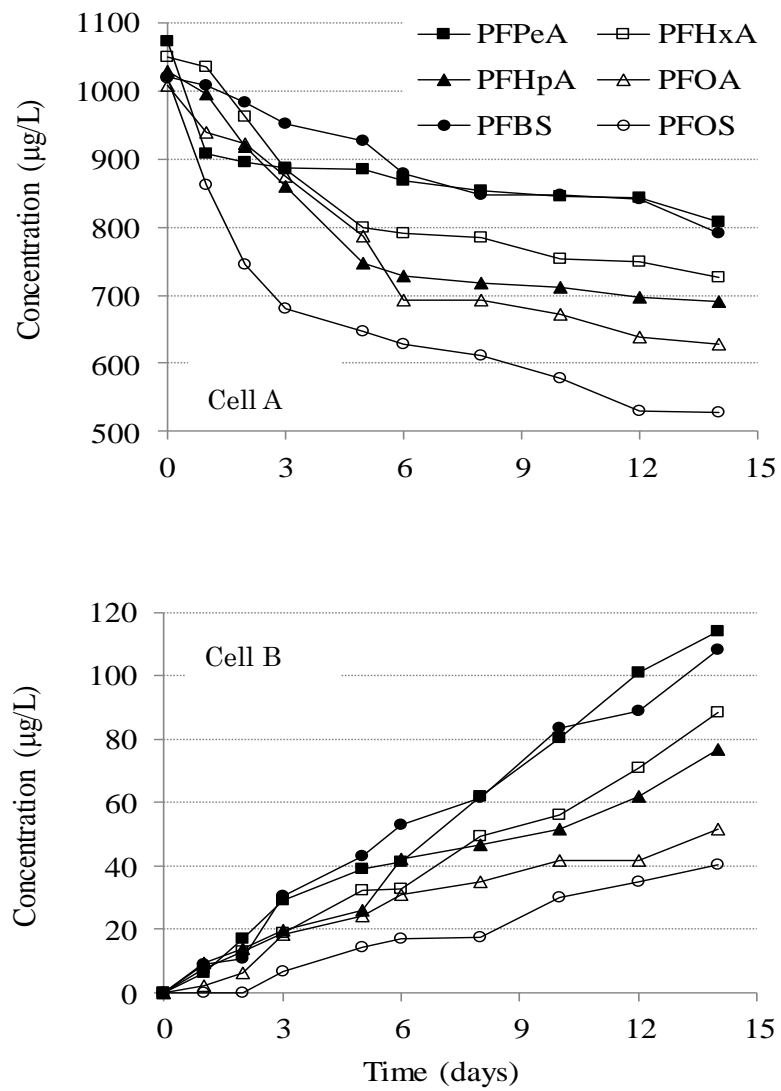 1100
1000
900
800
700
600
500
Concentration (µg/L)
PFPeA
PFHxA
PFHpA
PFOA
PFBS
PFOS
Cell A
0
3
6
9
12
15
120
100
80
60
40
20
0
Concentration (µg/L)
Cell B
0
3
6
9
12
15
Time (days)